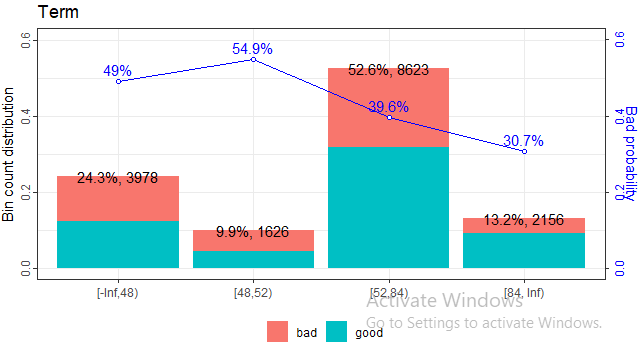 Term
Bin count distribution
0.6
0.4
0.2
0.0
49%
54.9%
39.6%
30.7%
24.3%, 3978
9.9%, 1626
52.6%, 8623
13.2%, 2156
0.6
0.4
0.2
0.0
Bad probability
[-Inf,48)
[48,52)
[52,84)
[84, Inf)
bad
good
Activate Windows
Go to Settings to activate Windows.